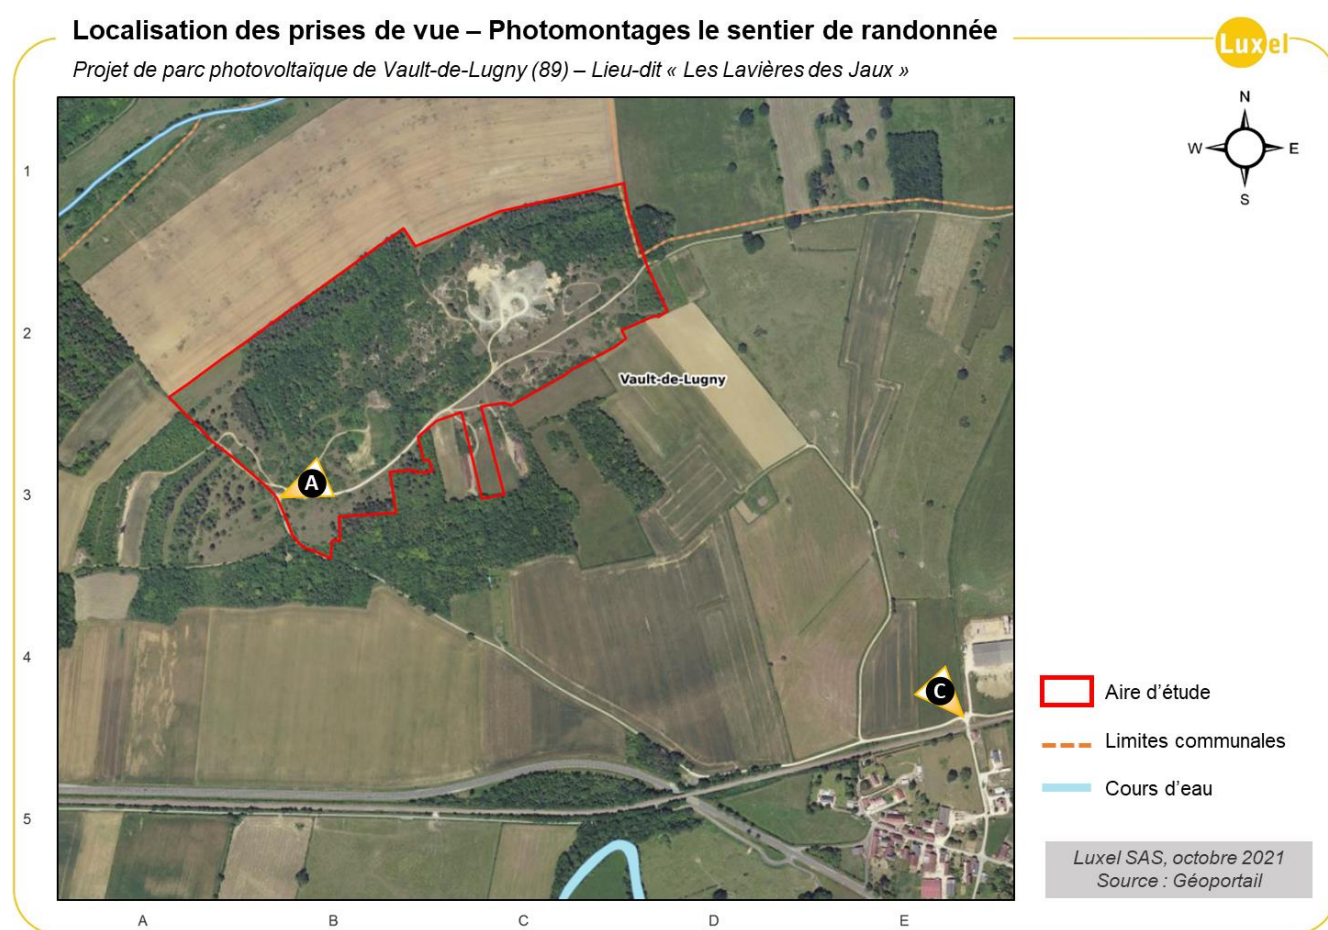 Localisation des prises de vue – Photomontages le sentier de randonnée
Luxel
Projet de parc photovoltaïque de Vault-de-Lugny (89) – Lieu-dit « Les Lavières des Jaux »
N
W E
S
1
2
Vault-de-Lugny
A
3
4
C
Aire d'étude
Limites communales
Cours d'eau
5
Luxel SAS, octobre 2021
Source : Géoportail
A B C D E